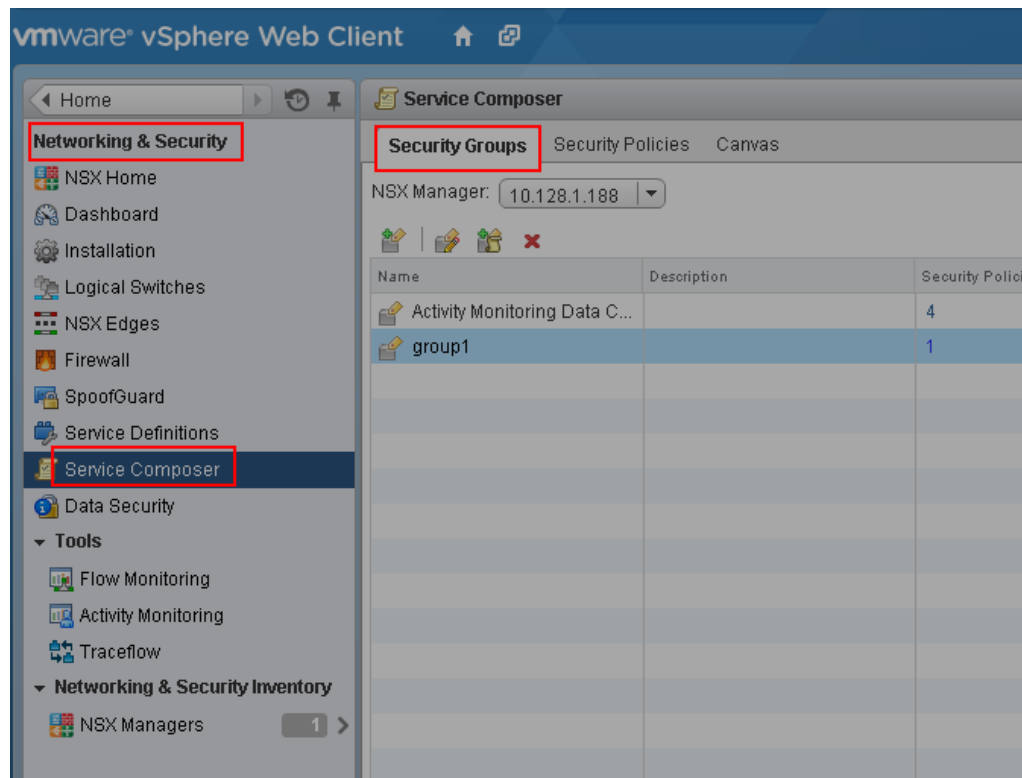 vmware® vSphere Web Client
Home
Networking & Security
NSX Home
Dashboard
Installation
Logical Switches
NSX Edges
Firewall
SpoofGuard
Service Definitions
Service Composer
Data Security
Tools
Flow Monitoring
Activity Monitoring
Traceflow
Networking & Security Inventory
NSX Managers 1
Service Composer
Security Groups Security Policies Canvas
NSX Manager: 10.128.1.188
Name Description Security Polici
Activity Monitoring Data C... 4
group1 1